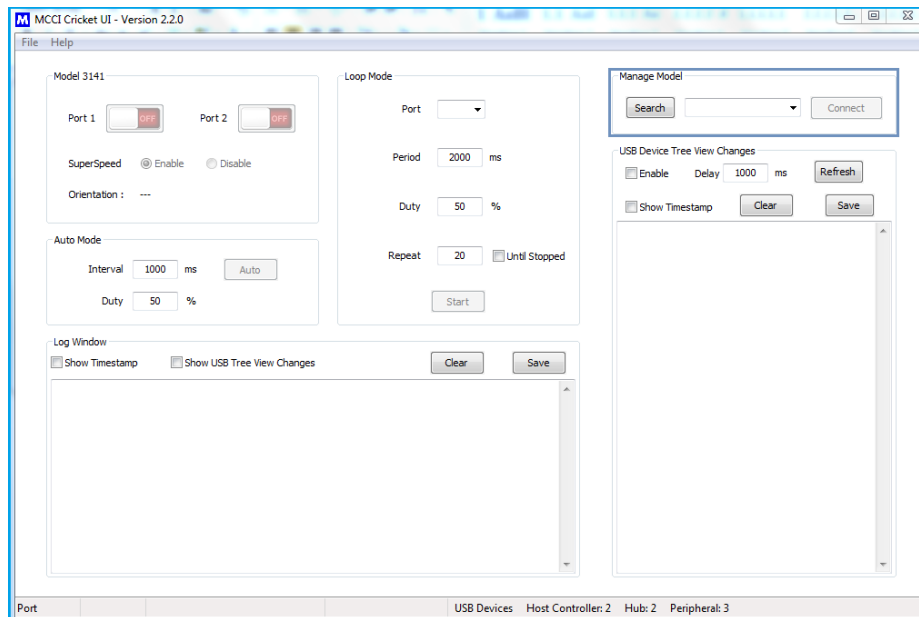 MCCI Cricket UI - Version 2.2.0
File Help
Model 3141
Port 1 OFF Port 2 OFF
SuperSpeed Enable Disable
Orientation : ---
Auto Mode
Interval 1000 ms Auto
Duty 50 %
Loop Mode
Port
Period 2000 ms
Duty 50 %
Repeat 20 Until Stopped
Start
Manage Model
Search Connect
USB Device Tree View Changes
Enable Delay 1000 ms Refresh
Show Timestamp Clear Save
Log Window
Show Timestamp Show USB Tree View Changes Clear Save
Port USB Devices Host Controller: 2 Hub: 2 Peripheral: 3